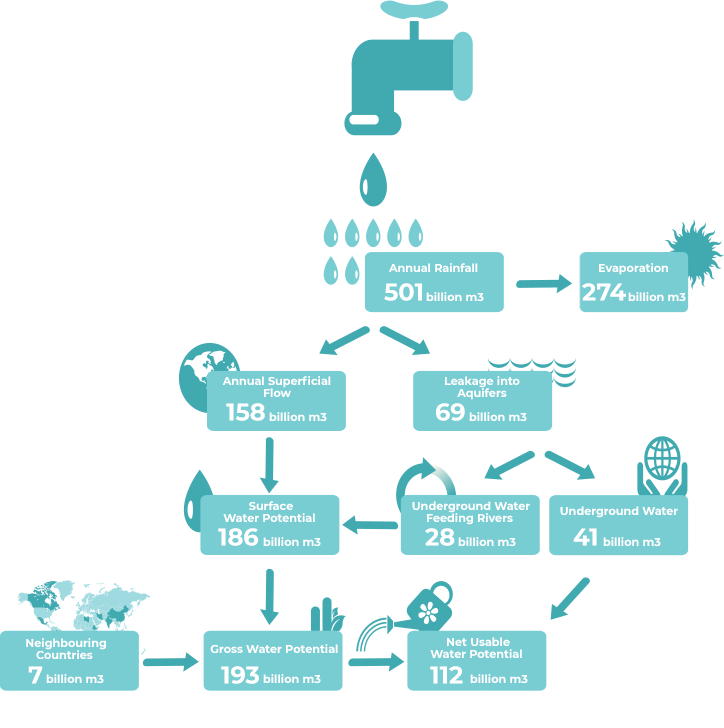 Annual Rainfall
501 billion m3
Evaporation
274 billion m3
Annual Superficial
Flow
158 billion m3
Leakage into
Aquifers
69 billion m3
Surface
Water Potential
186 billion m3
Underground Water
Feeding Rivers
28 billion m3
Underground Water
41 billion m3
Neighbouring
Countries
7 billion m3
Gross Water Potential
193 billion m3
Net Usable
Water Potential
112 billion m3